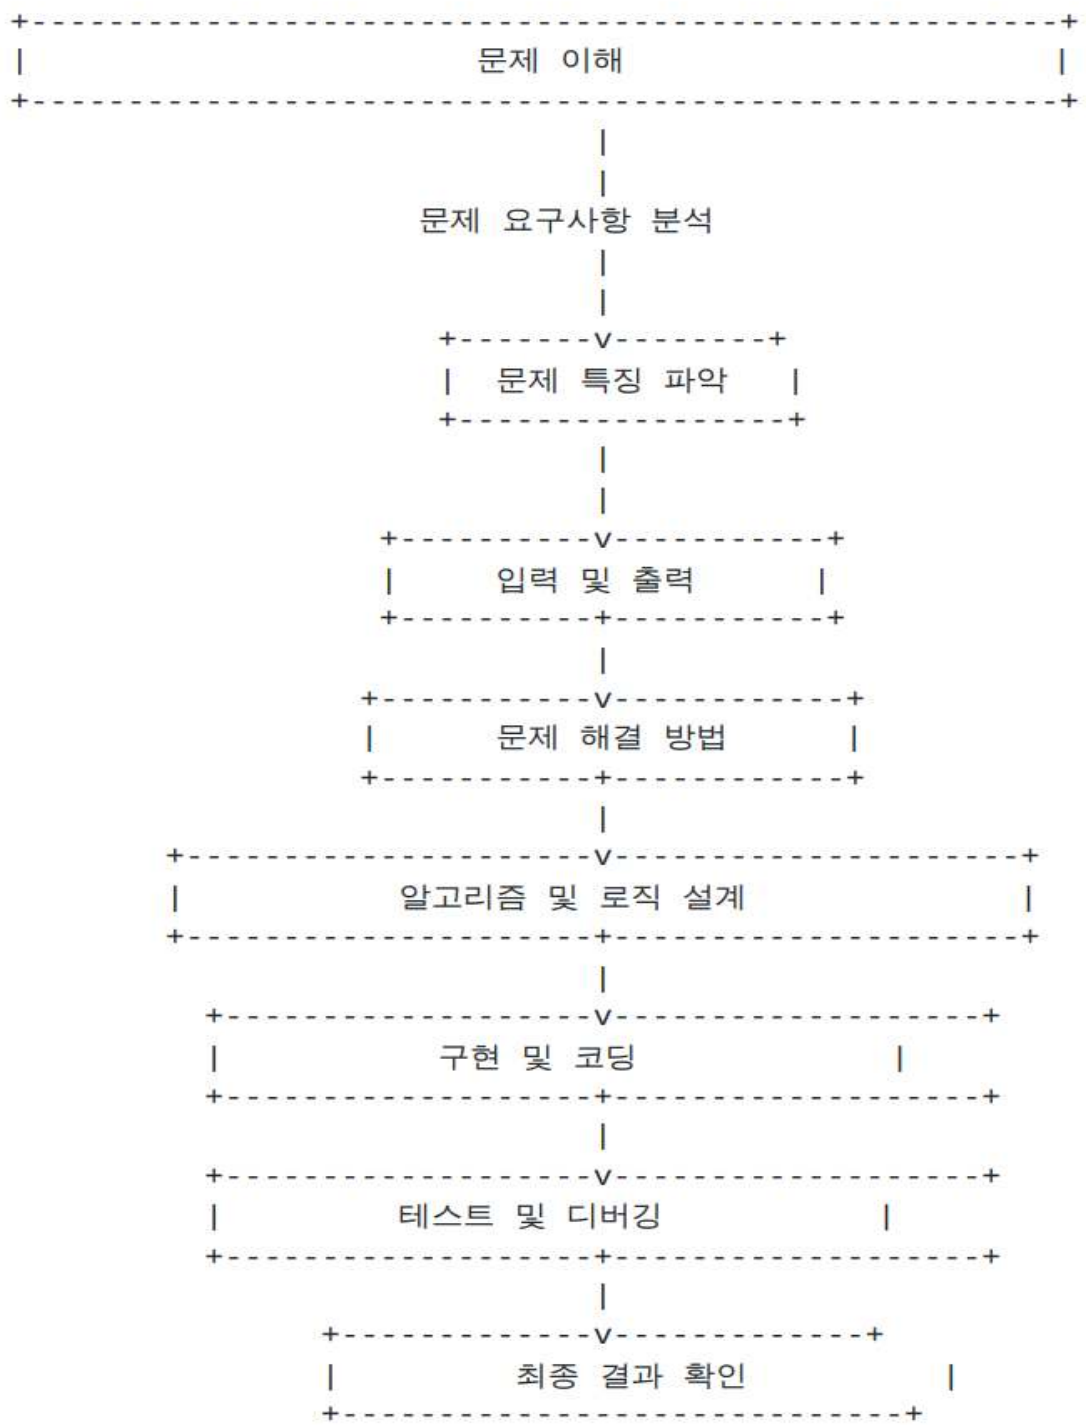 +-----------------------------------------------------+
| 문제 이해 |
+-----------------------------------------------------+
|
|
문제 요구사항 분석
|
|
+-------v--------+
| 문제 특징 파악 |
+-----------------+
|
|
+----------v-----------+
| 입력 및 출력 |
+----------+-----------+
|
+-----------v------------+
| 문제 해결 방법 |
+-----------+------------+
|
+---------------------v---------------------+
| 알고리즘 및 로직 설계 |
+---------------------+---------------------+
|
+-------------------v-------------------+
| 구현 및 코딩 |
+-------------------+-------------------+
|
+-------------------v-------------------+
| 테스트 및 디버깅 |
+-------------------+-------------------+
|
+-------------v-------------+
| 최종 결과 확인 |
+-----------------------------+